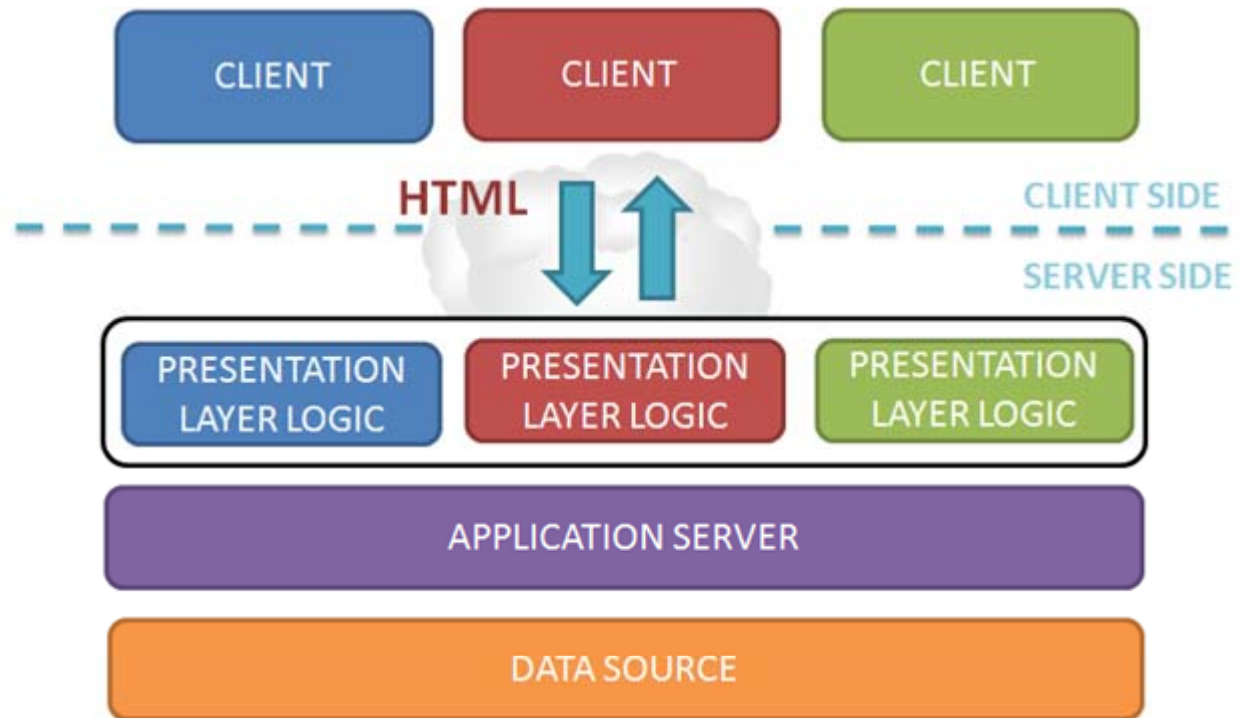 CLIENT
CLIENT
CLIENT
HTML
CLIENT SIDE
SERVER SIDE
PRESENTATION
LAYER LOGIC
PRESENTATION
LAYER LOGIC
PRESENTATION
LAYER LOGIC
APPLICATION SERVER
DATA SOURCE